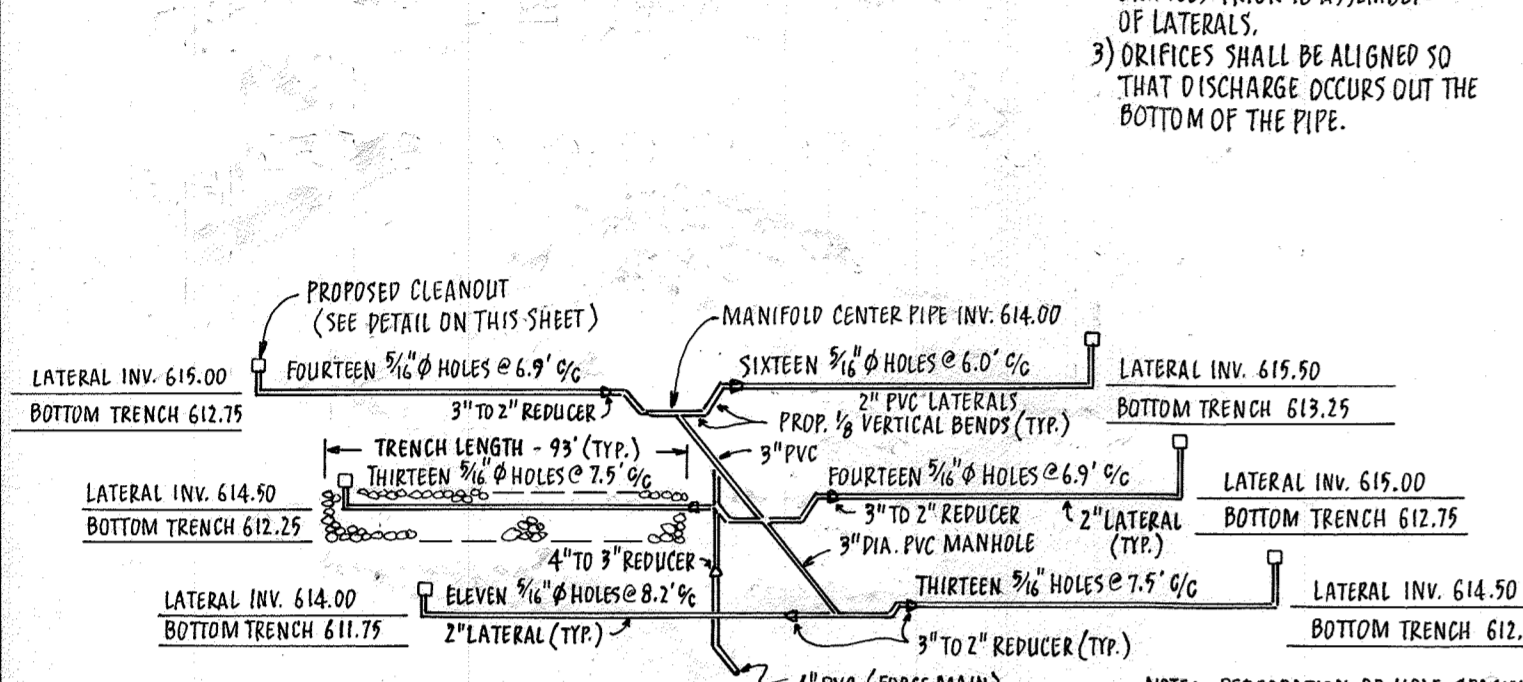 OF LATERALS.
3) ORIFICES SHALL BE ALIGNED SO
THAT DISCHARGE OCCURS OUT THE
BOTTOM OF THE PIPE.
PROPOSED CLEANOUT
(SEE DETAIL ON THIS SHEET)
MANIFOLD CENTER PIPE INV. 614.00
LATERAL INV. 615.00
BOTTOM TRENCH 612.75
FOURTEEN 5/16" Φ HOLES @ 6.9' C/C
3" TO 2" REDUCER
SIXTEEN 5/16" Φ HOLES @ 6.0' C/C
2" PVC LATERALS
PROP. 1/8 VERTICAL BENDS (TYP.)
LATERAL INV. 615.50
BOTTOM TRENCH 613.25
TRENCH LENGTH - 93' (TYP.)
3" PVC
THIRTEEN 5/16" Φ HOLES @ 7.5' C/C
LATERAL INV. 614.50
BOTTOM TRENCH 612.25
FOURTEEN 5/16" Φ HOLES @ 6.9' C/C
3" TO 2" REDUCER
2" LATERAL
(TYP.)
LATERAL INV. 615.00
BOTTOM TRENCH 612.75
4" TO 3" REDUCER
3" DIA. PVC MANHOLE
LATERAL INV. 614.00
BOTTOM TRENCH 611.75
ELEVEN 5/16" Φ HOLES @ 8.2' C/C
2" LATERAL (TYP.)
THIRTEEN 5/16" HOLES @ 7.5' C/C
3" TO 2" REDUCER (TYP.)
LATERAL INV. 614.50
BOTTOM TRENCH 612.